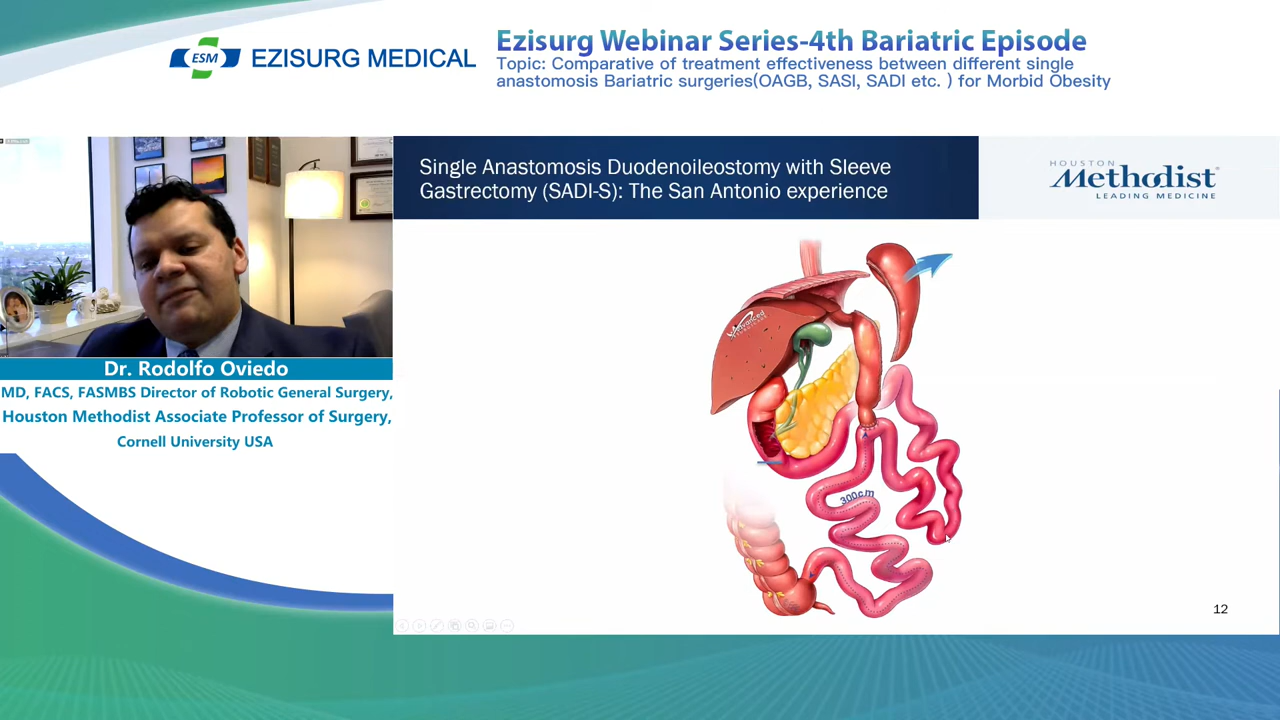 ESM
EZISURG MEDICAL
Ezisurg Webinar Series-4th Bariatric Episode
Topic: Comparative of treatment effectiveness between different single
anastomosis Bariatric surgeries(OAGB, SASI, SADI etc. ) for Morbid Obesity
Single Anastomosis Duodenoileostomy with Sleeve
Gastrectomy (SADI-S): The San Antonio experience
HOUSTON
Methodist
LEADING MEDICINE
Advanced
300cm
12
Dr. Rodolfo Oviedo
MD, FACS, FASMBS Director of Robotic General Surgery,
Houston Methodist Associate Professor of Surgery,
Cornell University USA